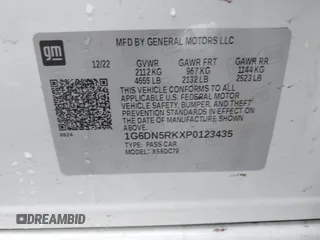 gm
MFD BY GENERAL MOTORS LLC
12/22 GVWR GAWR FRT GAWR RR
2112 KG 967 KG 1144 KG
4655 LB 2132 LB 2523 LB
THIS VEHICLE CONFORMS TO ALL APPLICABLE U.S. FEDERAL MOTOR
VEHICLE SAFETY, BUMPER, AND THEFT PREVENTION STANDARDS
IN EFFECT ON THE DATE OF MANUFACTURE SHOWN ABOVE.
1G6DN5RKXP0123435
TYPE: PASS CAR
MODEL:
©AutoBidMaster
DREAMBID